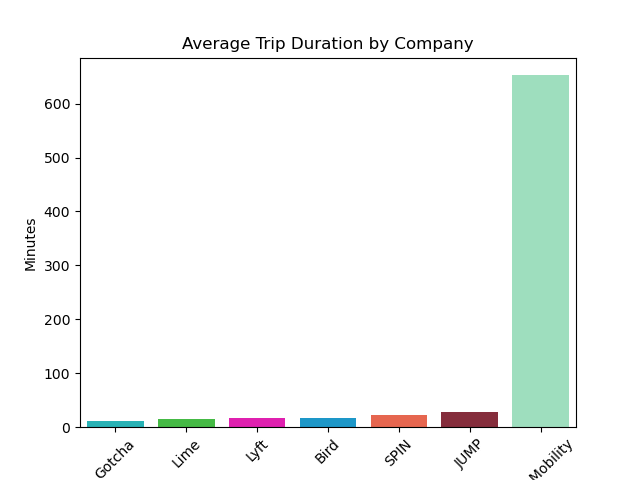 Average Trip Duration by Company
Minutes
600
500
400
300
200
100
0
Gotcha
Lime
Lyft
Bird
SPIN
JUMP
Mobility